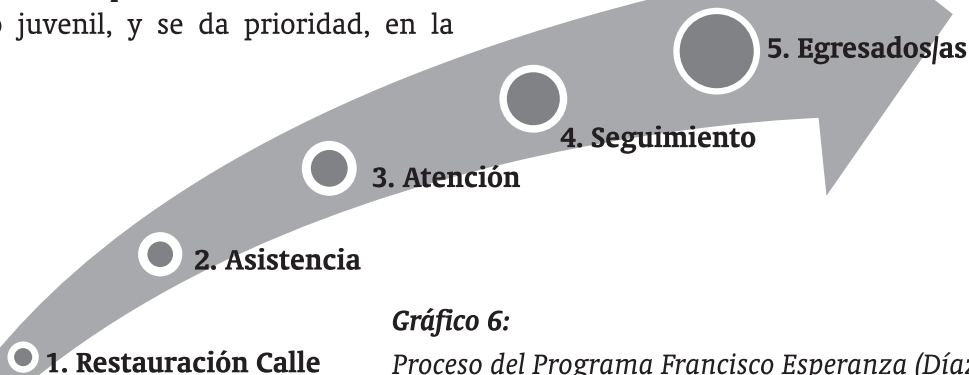 juvenil, y se da prioridad, en la
5. Egresados/as
4. Seguimiento
3. Atención
2. Asistencia
1. Restauración Calle
Gráfico 6:
Proceso del Programa Francisco Esperanza (Díaz